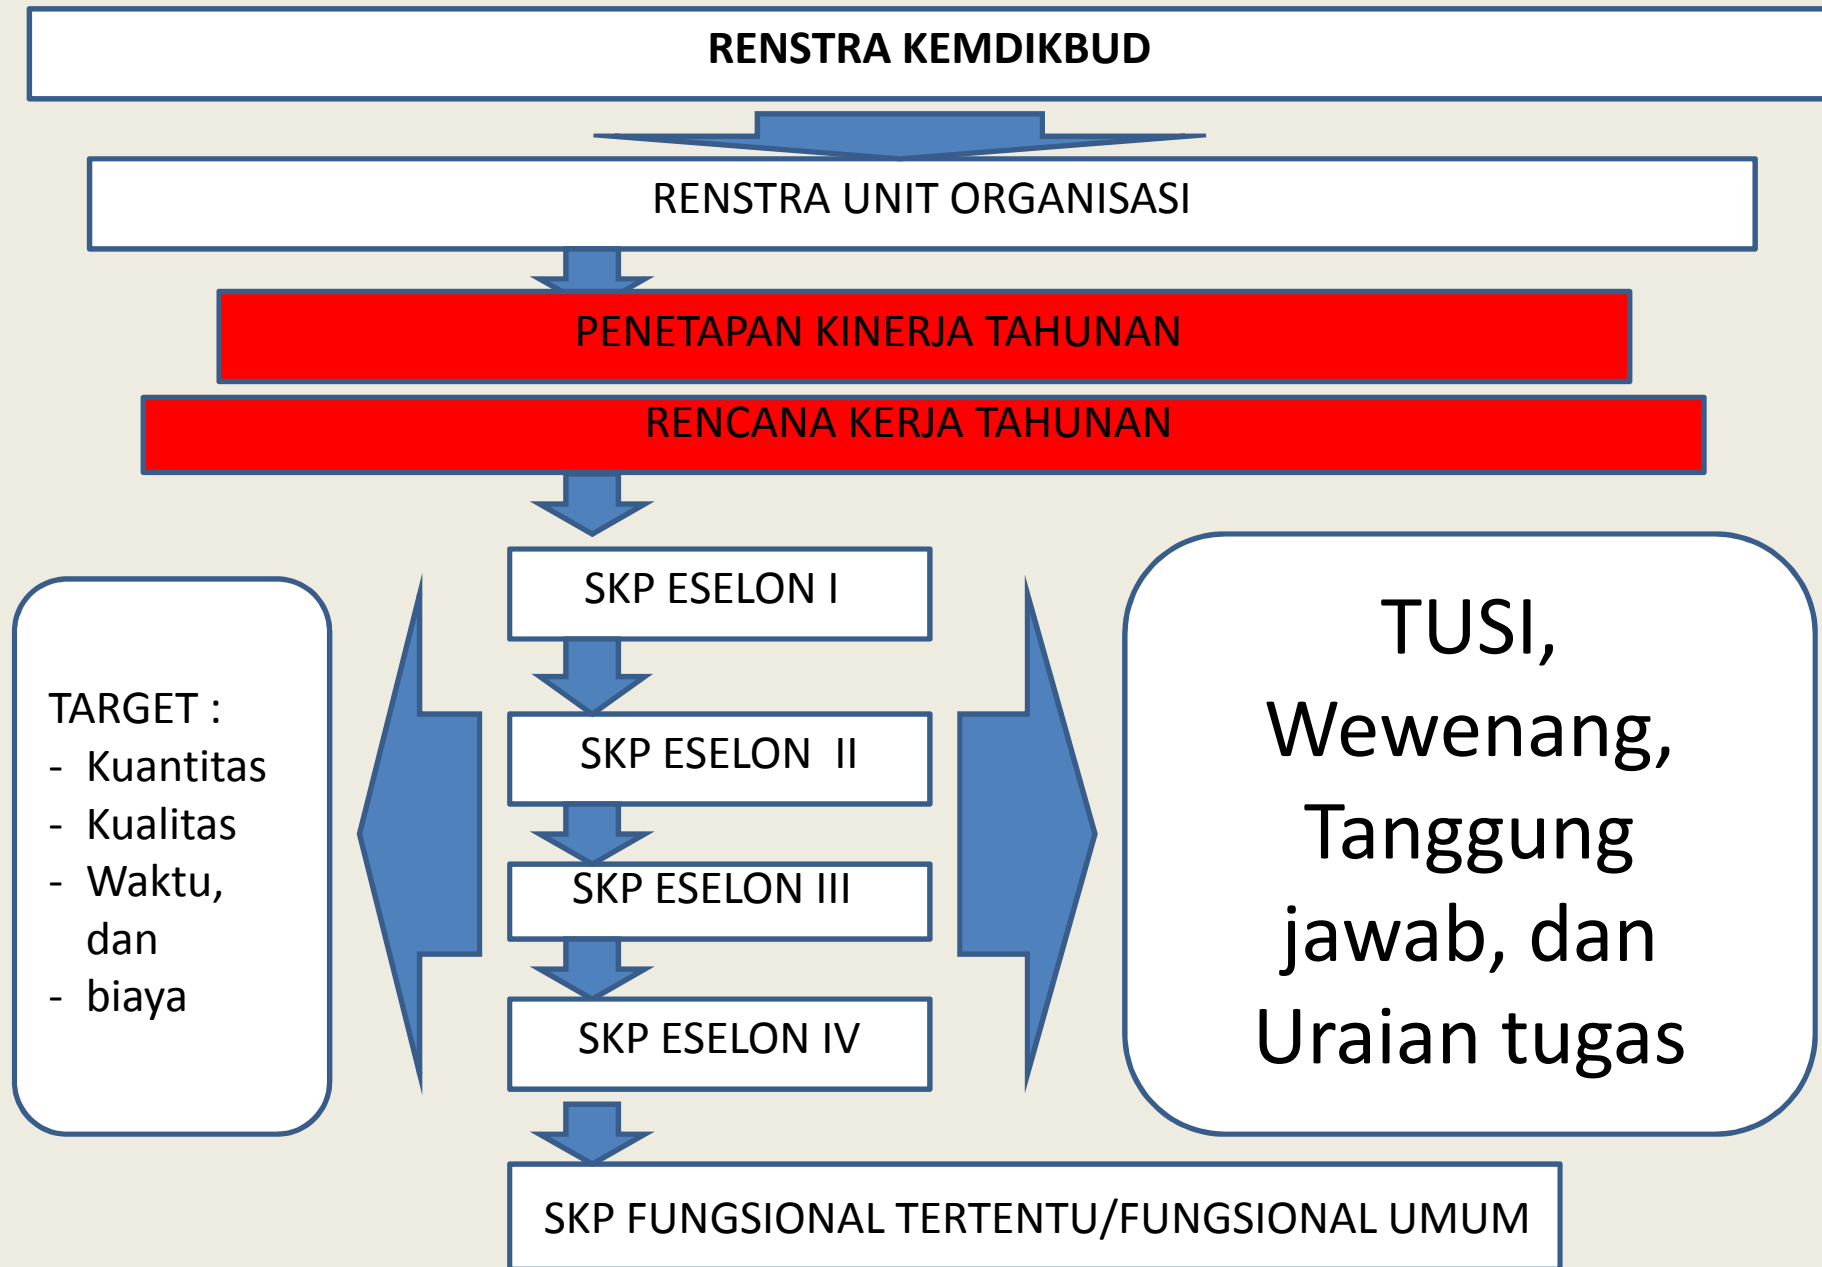 RENSTRA KEMDIKBUD
RENSTRA UNIT ORGANISASI
PENETAPAN KINERJA TAHUNAN
RENCANA KERJA TAHUNAN
SKP ESELON I
SKP ESELON  II
SKP ESELON III
SKP ESELON IV
SKP FUNGSIONAL TERTENTU/FUNGSIONAL UMUM
TARGET :
- Kuantitas
- Kualitas
- Waktu,
dan
- biaya
TUSI,
Wewenang,
Tanggung
jawab, dan
Uraian tugas